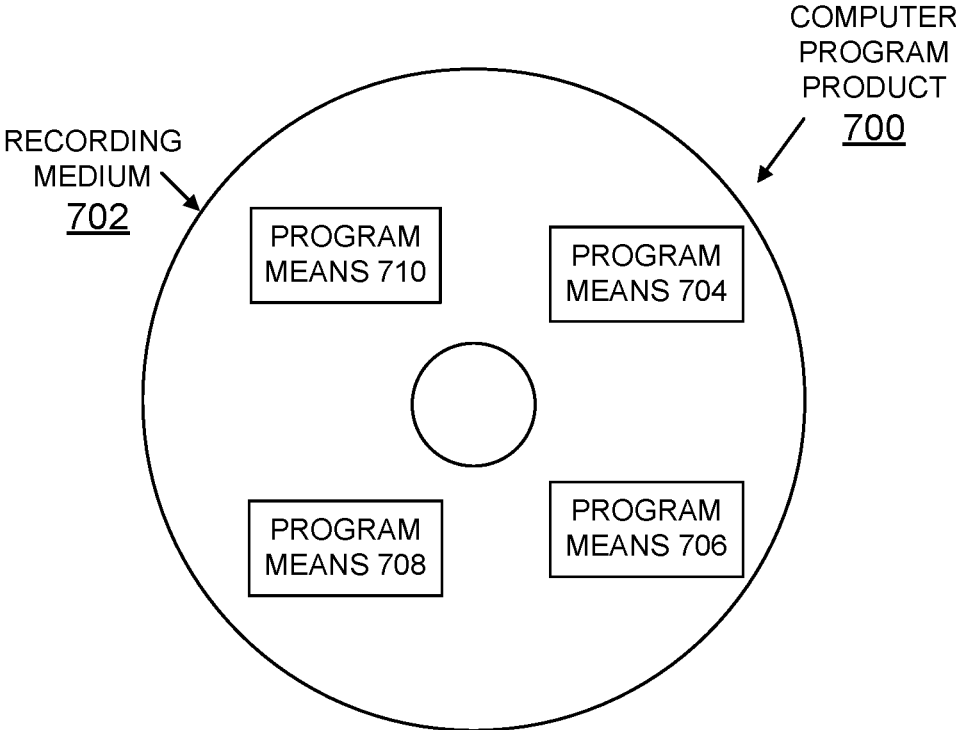 COMPUTER
PROGRAM
PRODUCT
700
RECORDING
MEDIUM
702
PROGRAM
MEANS 710
PROGRAM
MEANS 704
PROGRAM
MEANS 708
PROGRAM
MEANS 706